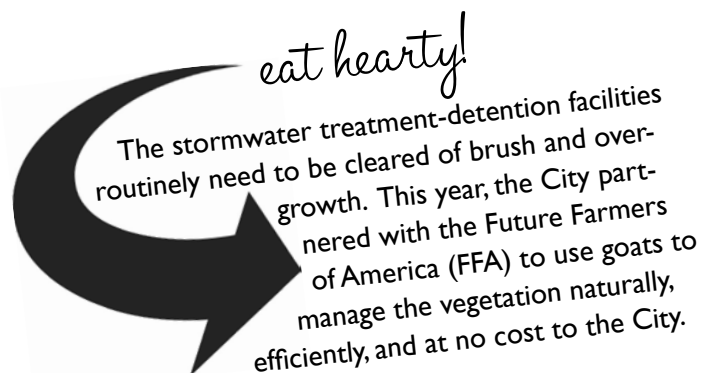 eat hearty!
The stormwater treatment-detention facilities
routinely need to be cleared of brush and over-
growth. This year, the City part-
nered with the Future Farmers
of America (FFA) to use goats to
manage the vegetation naturally,
efficiently, and at no cost to the City.